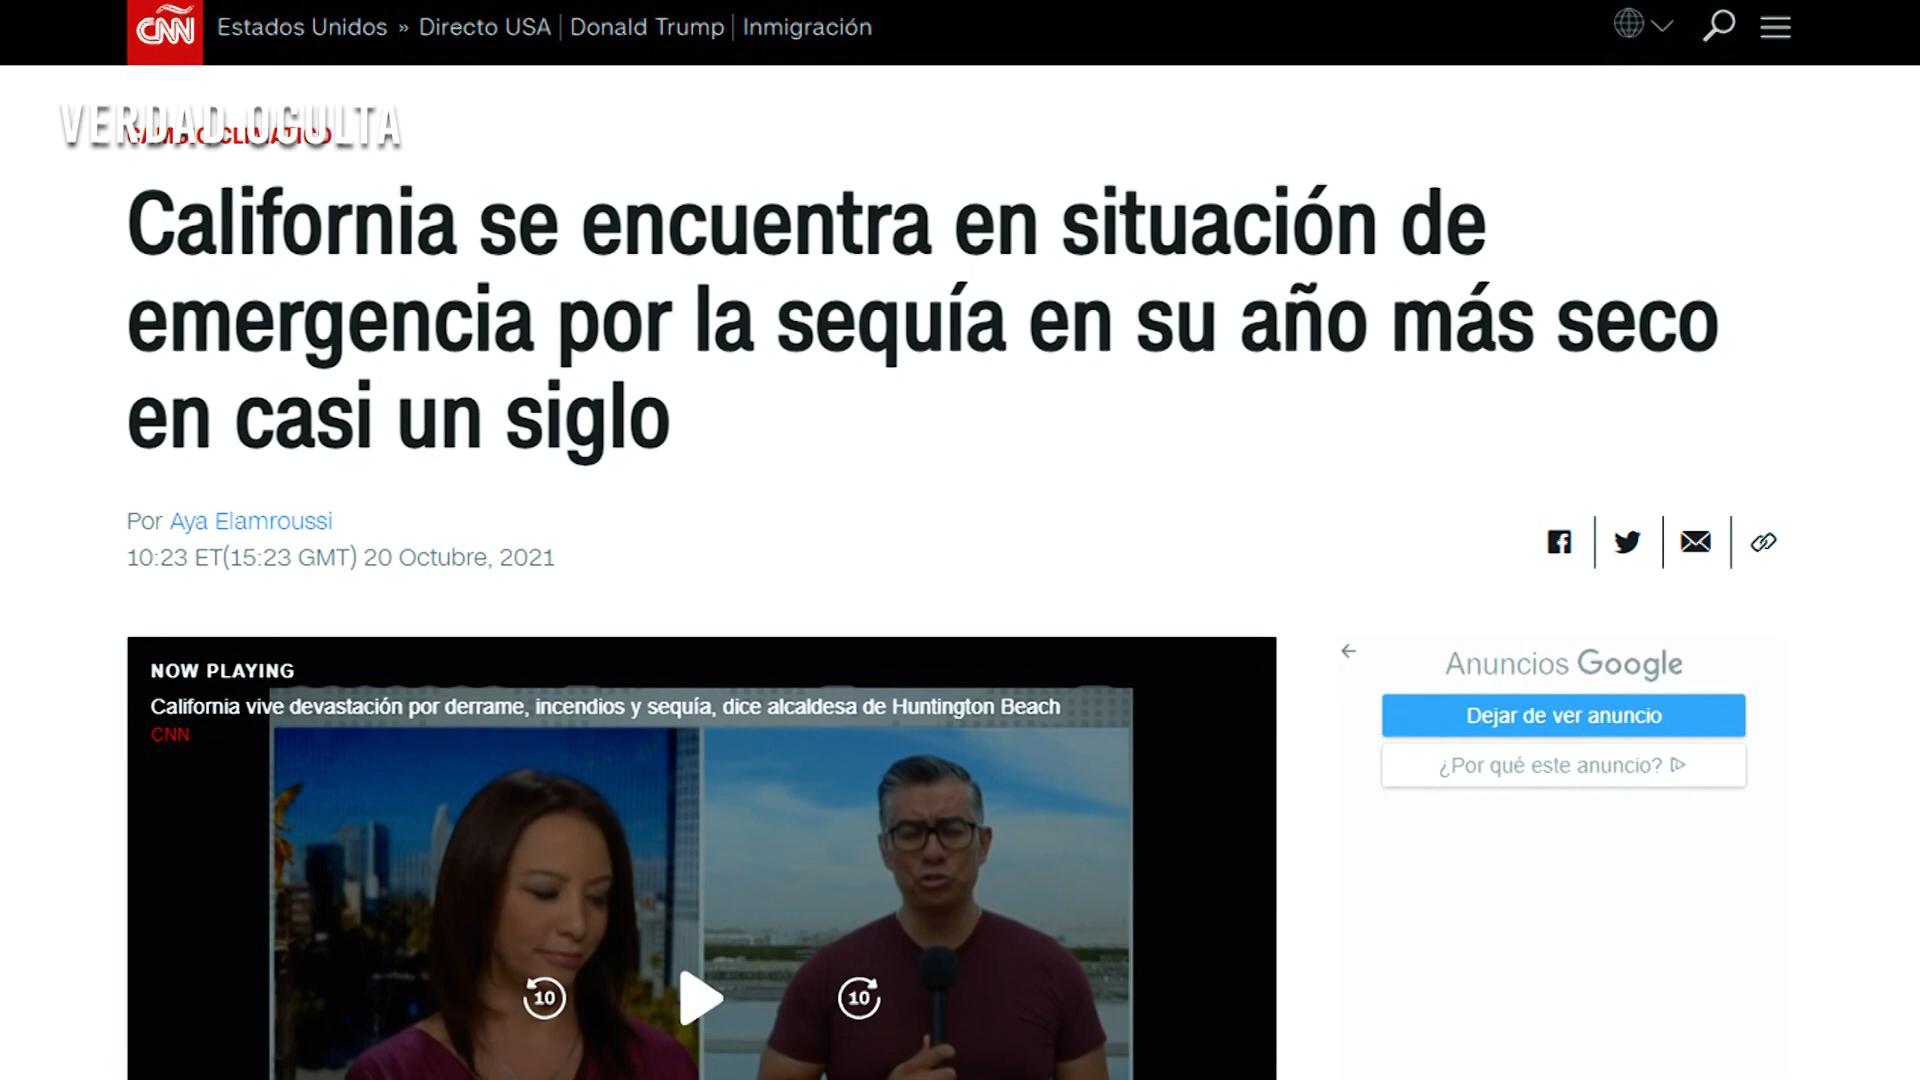 CNN
Estados Unidos » Directo USA | Donald Trump | Inmigración
VERDAD OCULTA
CAMBIO CLIMÁTICO
California se encuentra en situación de
emergencia por la sequía en su año más seco
en casi un siglo
Por Aya Elamroussi
10:23 ET(15:23 GMT) 20 Octubre, 2021
NOW PLAYING
California vive devastación por derrame, incendios y sequía, dice alcaldesa de Huntington Beach
CNN
10
10
Anuncios Google
Dejar de ver anuncio
¿Por qué este anuncio?